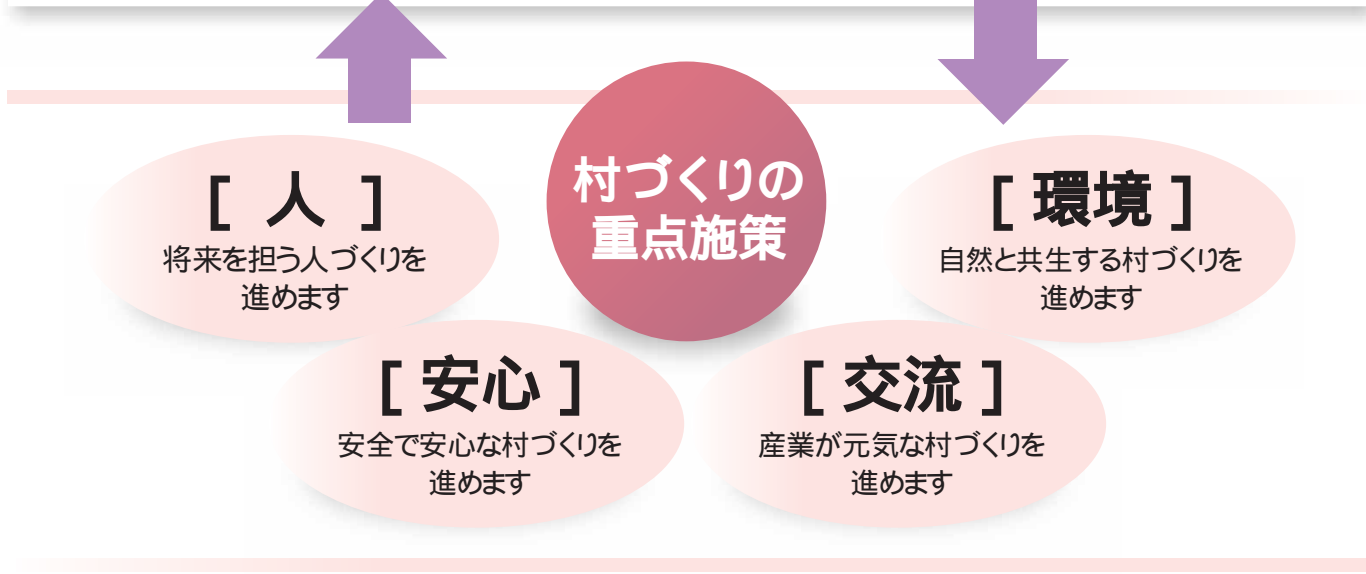 村づくりの
重点施策
[ 人 ]
将来を担う人づくりを
進めます
[ 安心 ]
安全で安心な村づくりを
進めます
[ 交流 ]
産業が元気な村づくりを
進めます
[ 環境 ]
自然と共生する村づくりを
進めます